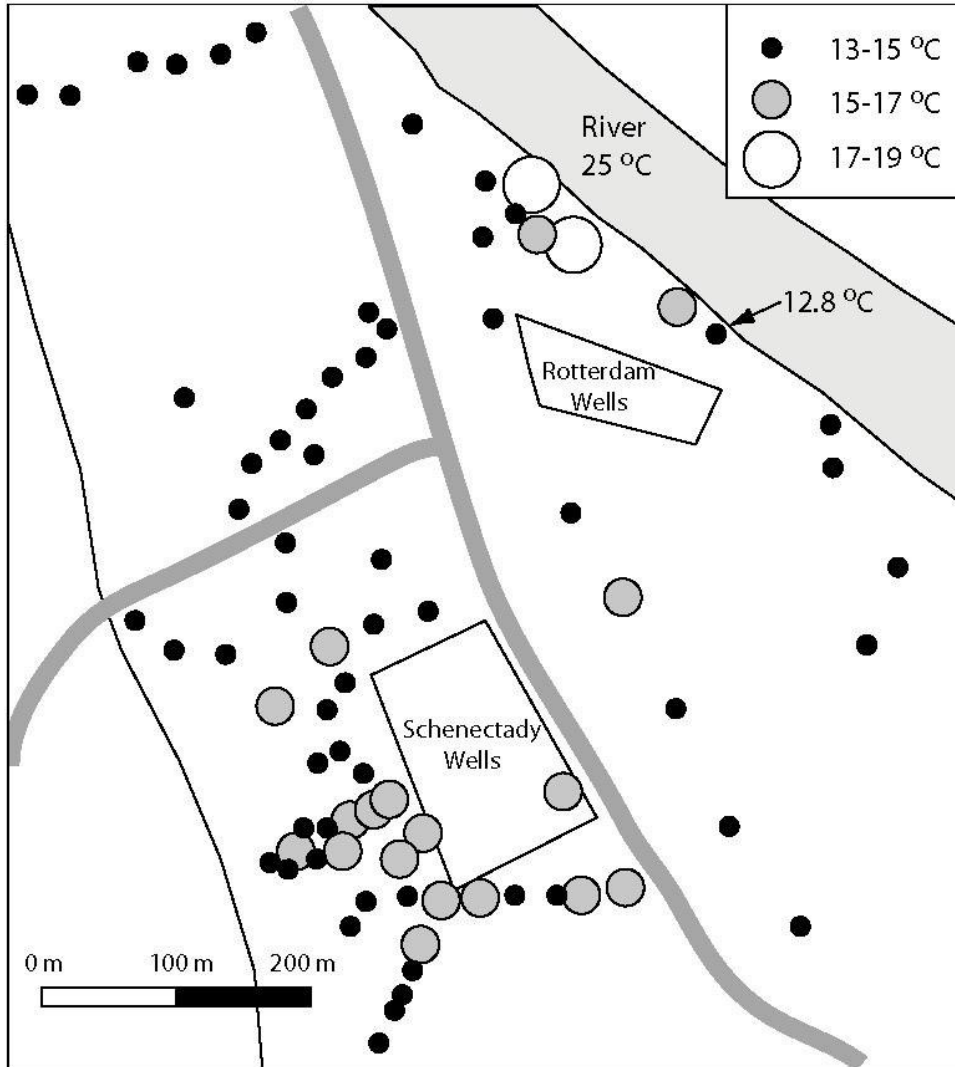 13-15 °C
15-17 °C
17-19 °C
River
25 °C
12.8 °C
Rotterdam
Wells
Schenectady
Wells
0 m 100 m 200 m